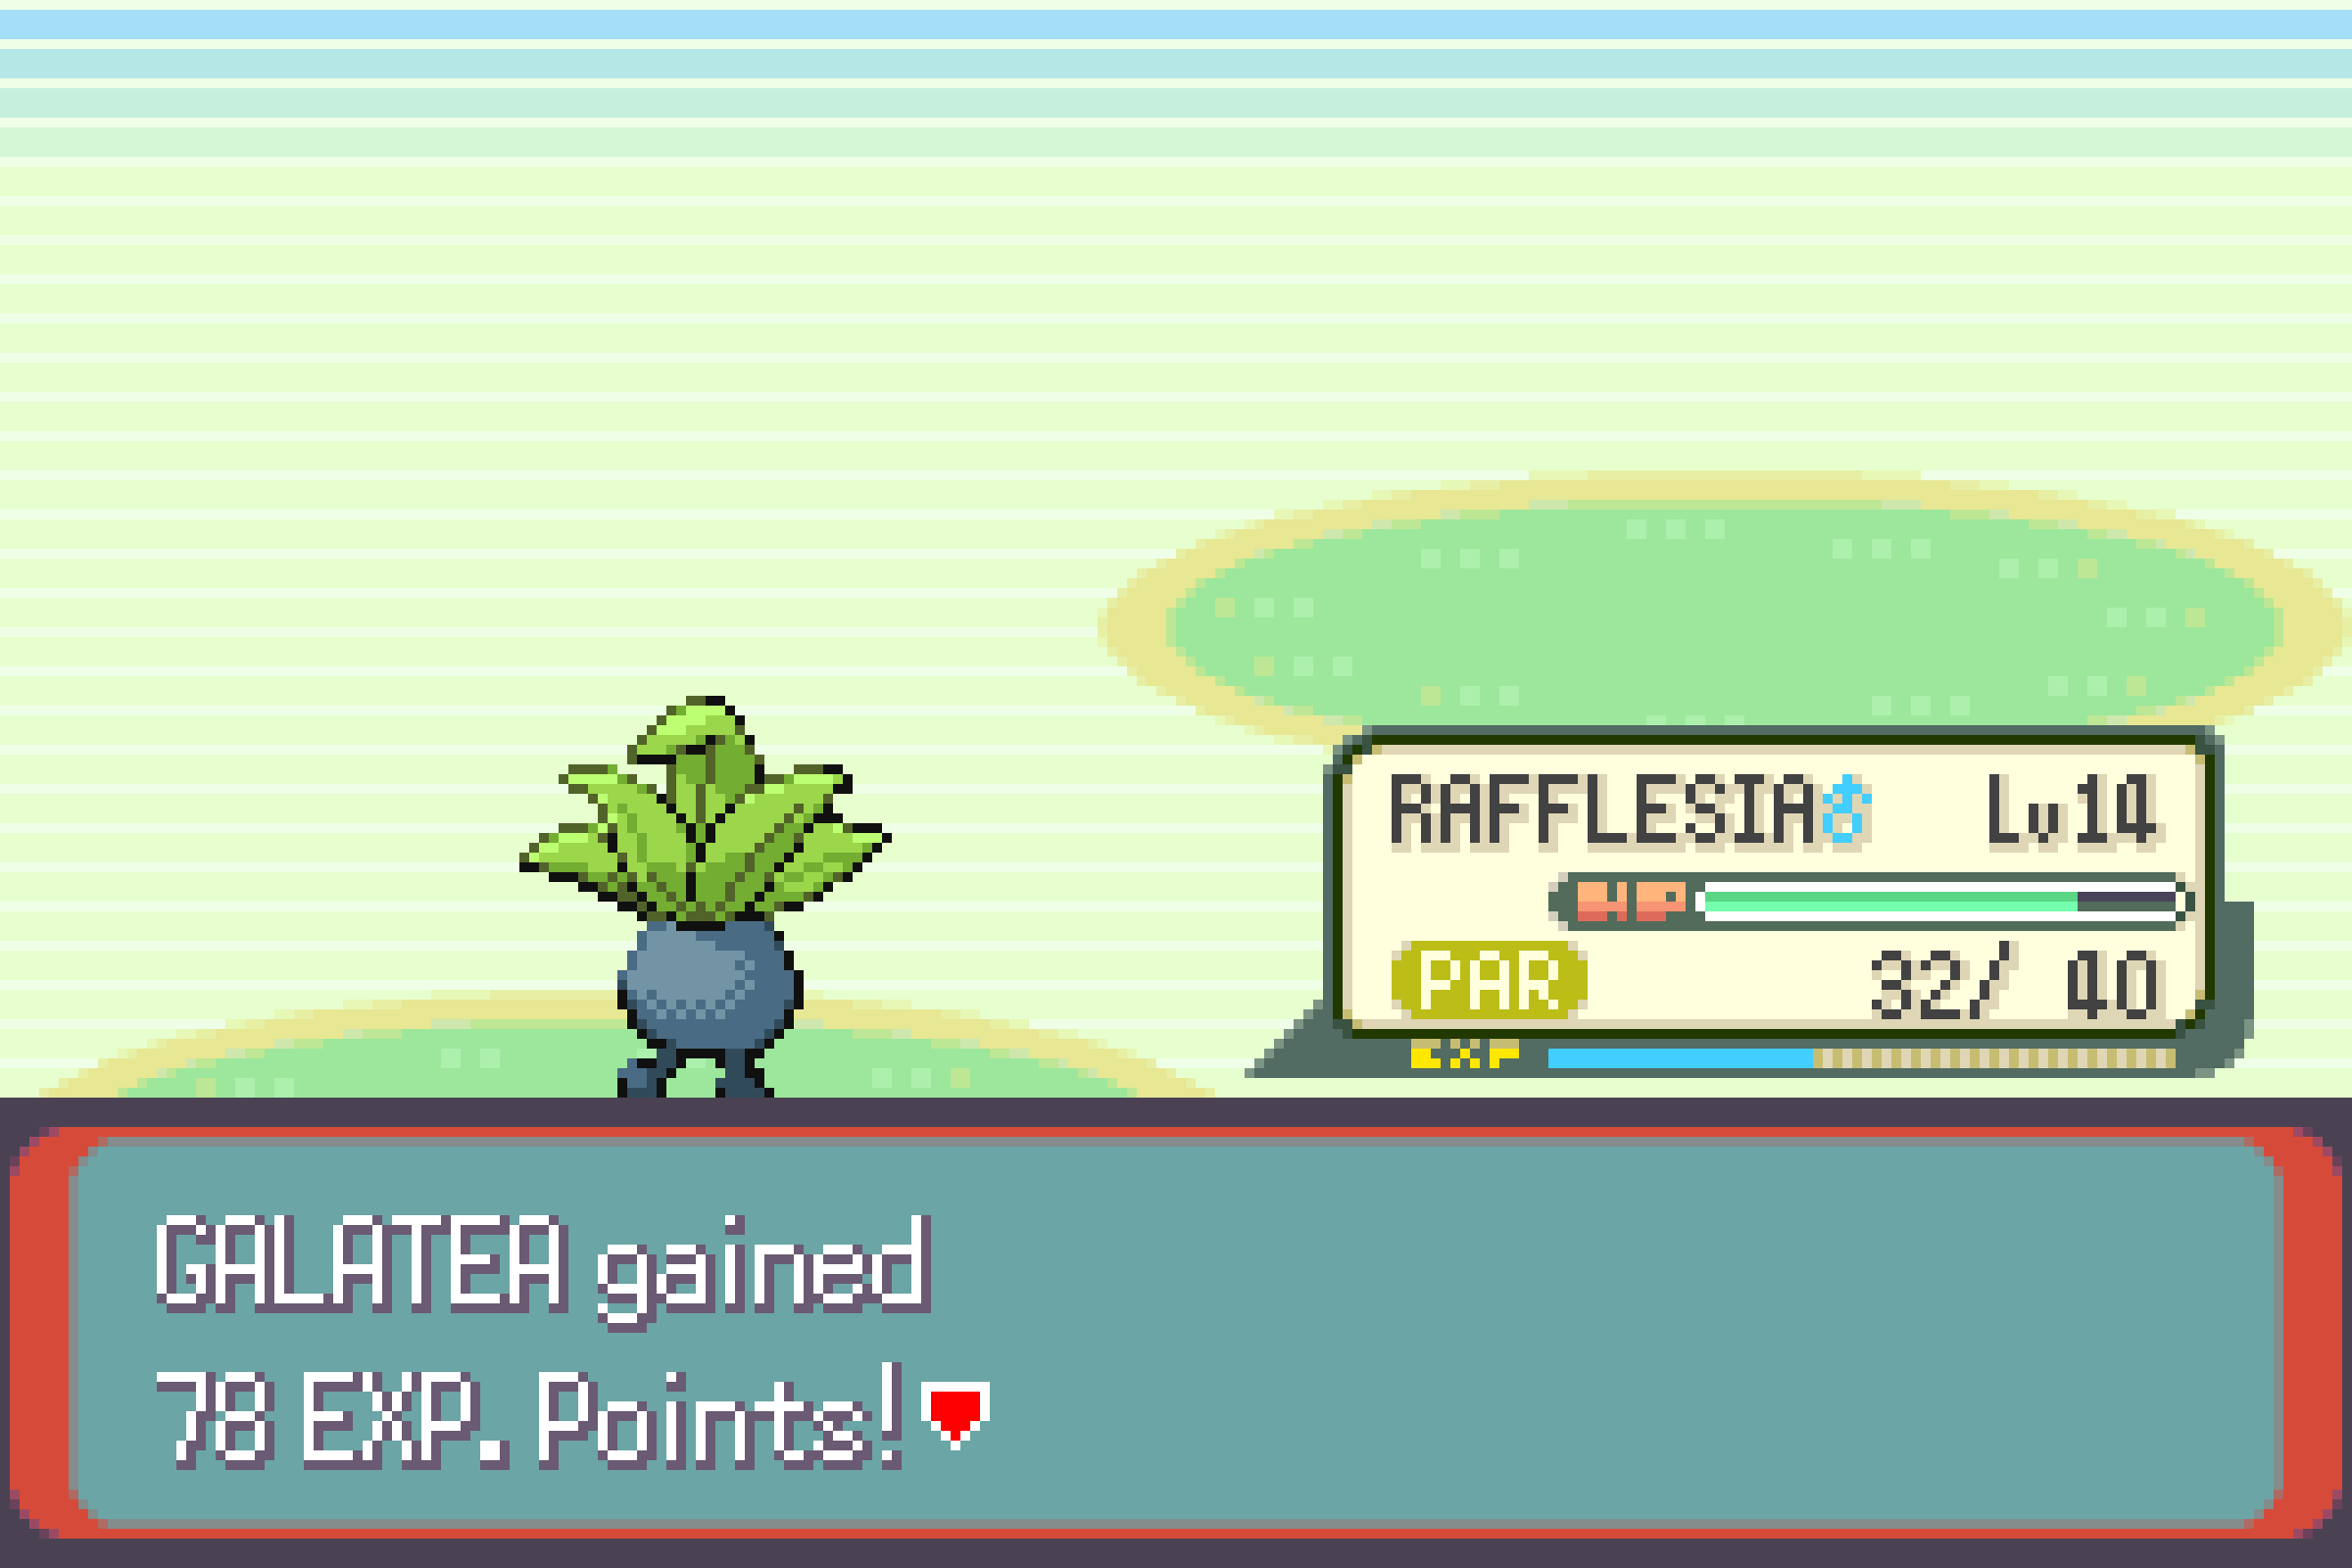 RAFFLESIA♂ Lv14
HP
PAR 32/ 40
EXP
GALATEA gained
78 EXP. Points!